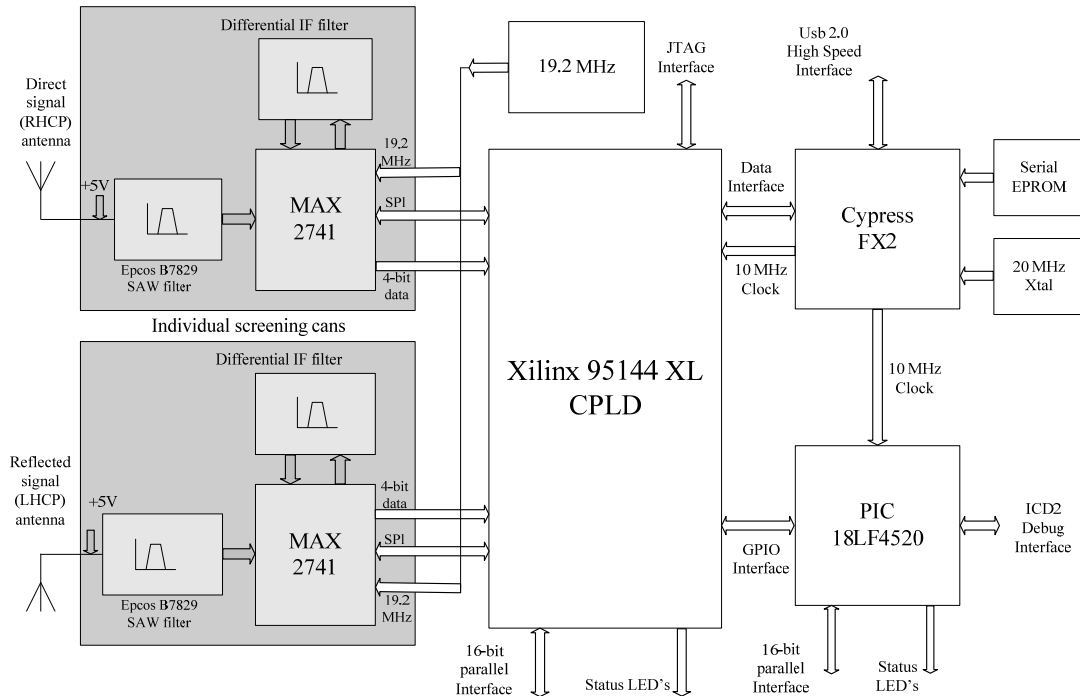 Differential IF filter
Direct
signal
(RHCP)
antenna
+5V
Epcos B7829
SAW filter
MAX
2741
19.2
MHz
SPI
4-bit
data
19.2 MHz
Individual screening cans
Differential IF filter
Reflected
signal
(LHCP)
antenna
+5V
Epcos B7829
SAW filter
MAX
2741
4-bit
data
SPI
19.2
MHz
JTAG
Interface
Xilinx 95144 XL
CPLD
16-bit
parallel
Interface
Status LED's
Usb 2.0
High Speed
Interface
Data
Interface
10 MHz
Clock
Cypress
FX2
Serial
EPROM
20 MHz
Xtal
10 MHz
Clock
GPIO
Interface
PIC
18LF4520
ICD2
Debug
Interface
16-bit
parallel
Interface
Status
LED's